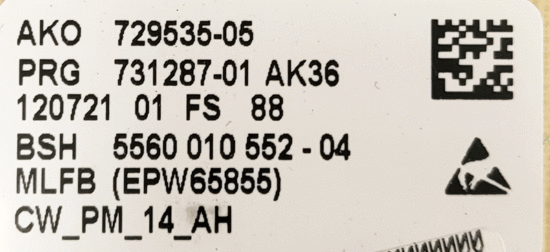 AKO 729535-05
PRG 731287-01 AK36
120721 01 FS 88
BSH 5560 010 552 - 04
MLFB (EPW65855)
CW_PM_14_AH